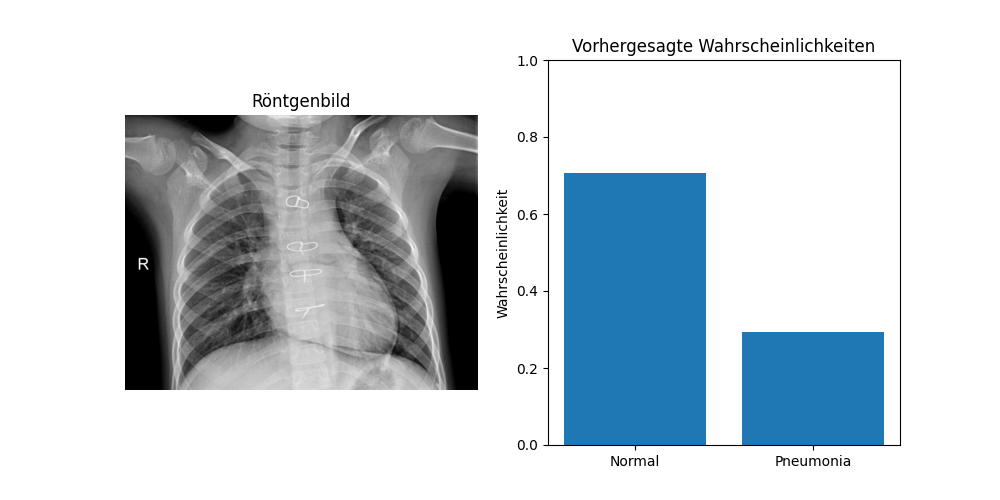 Röntgenbild
R
Vorhergesagte Wahrscheinlichkeiten
Wahrscheinlichkeit
1.0
0.8
0.6
0.4
0.2
0.0
Normal
Pneumonia